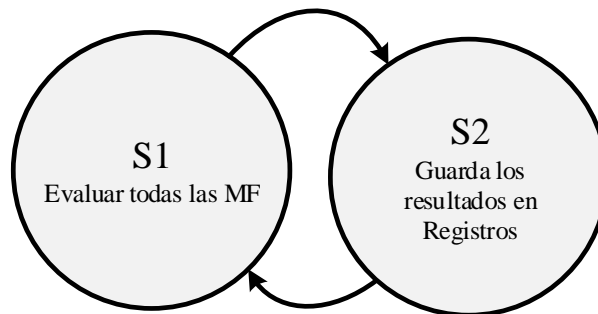 S1
Evaluar todas las MF
S2
Guarda los
resultados en
Registros